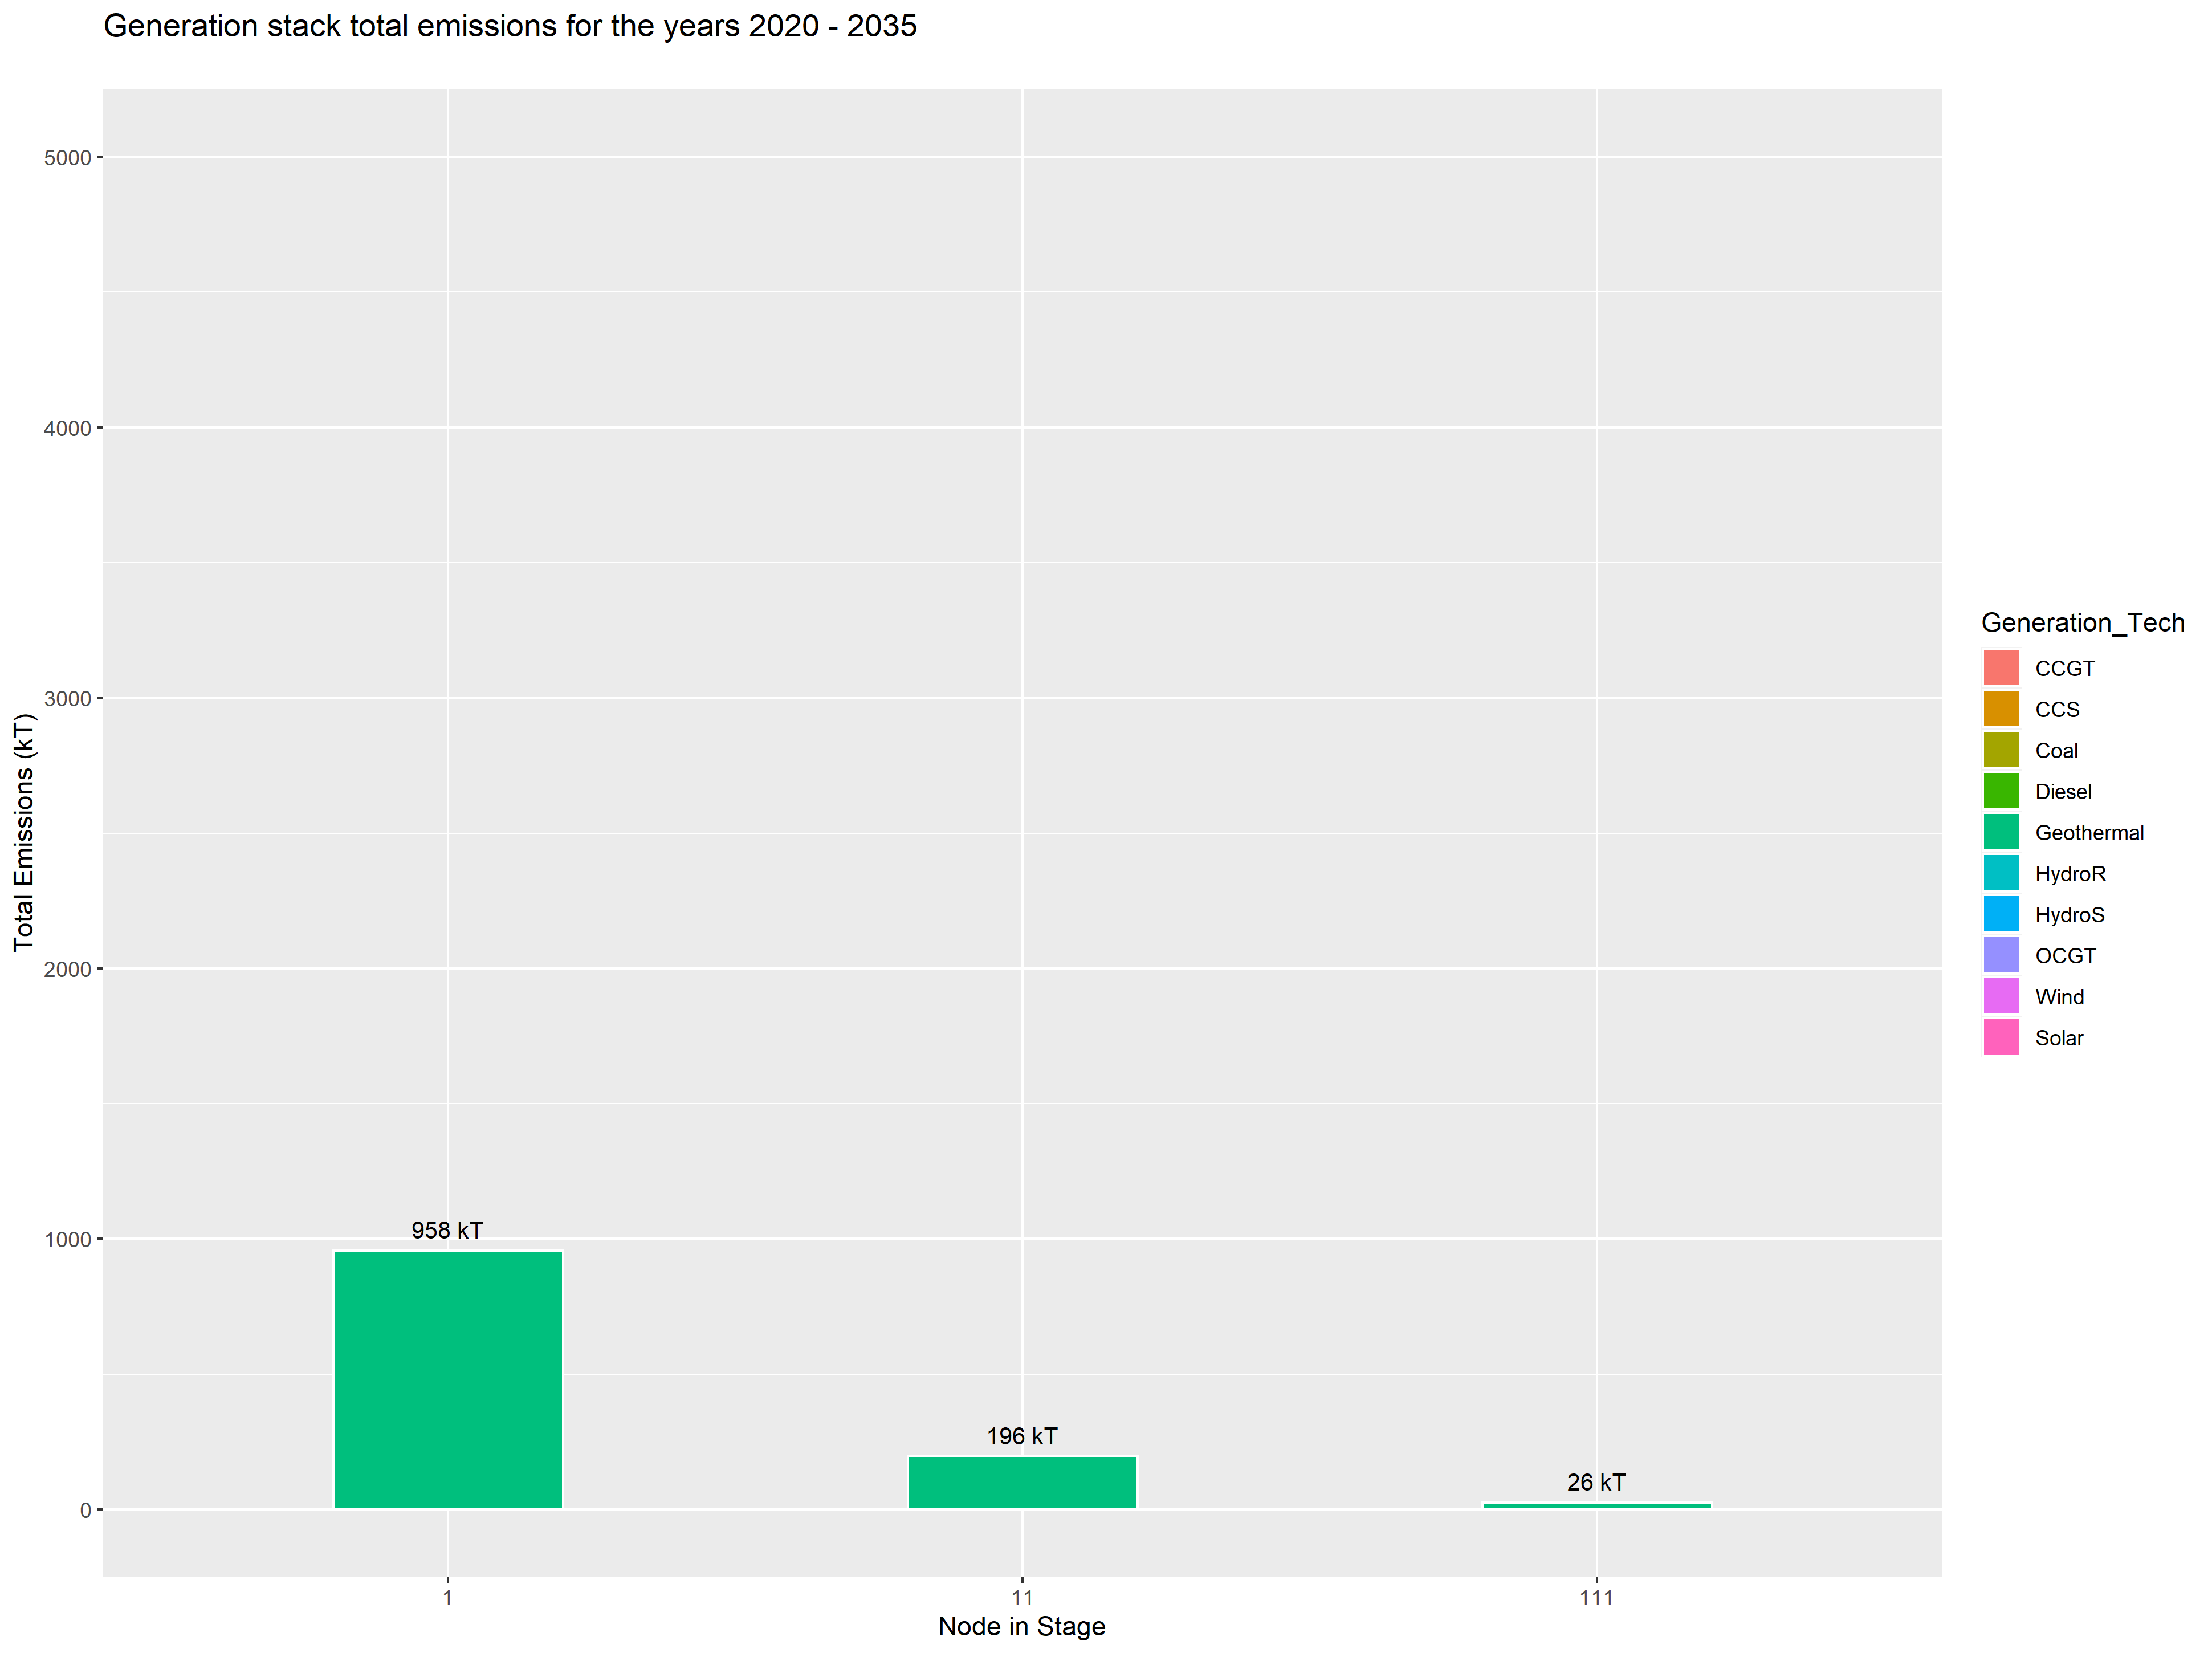 Generation stack total emissions for the years 2020 - 2035
Total Emissions (kT)
5000
4000
3000
2000
1000
0
958 kT
196 kT
26 kT
1
11
111
Node in Stage
Generation_Tech
CCGT
CCS
Coal
Diesel
Geothermal
HydroR
HydroS
OCGT
Wind
Solar